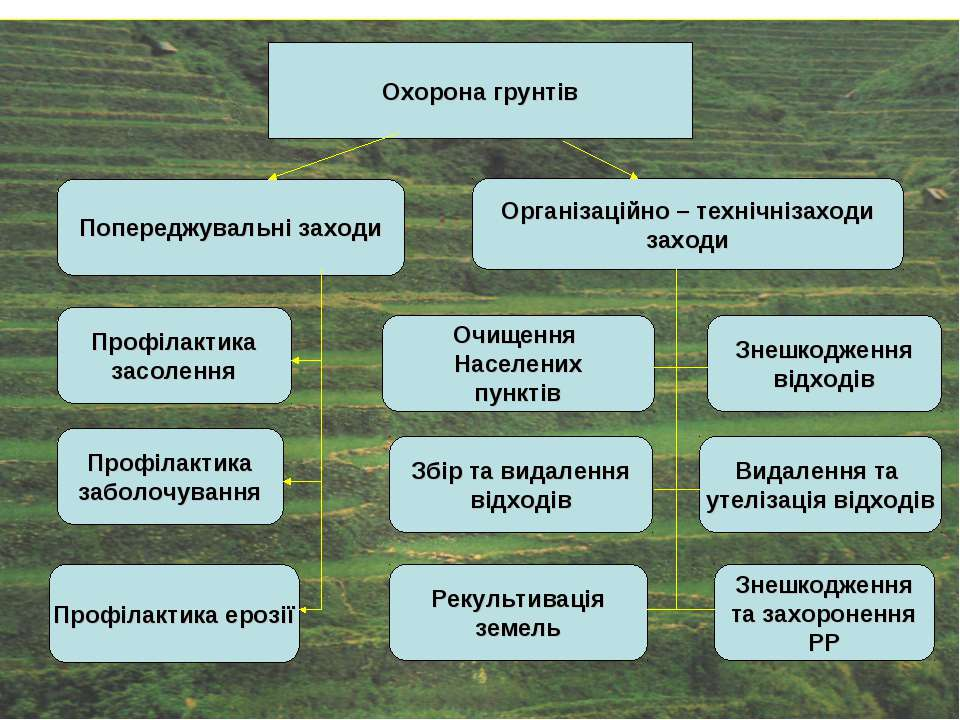 Охорона грунтів
Попереджувальні заходи
Організаційно – технічнізаходи
заходи
Профілактика
засолення
Очищення
Населених
пунктів
Знешкодження
відходів
Профілактика
заболочування
Збір та видалення
відходів
Видалення та
утелізація відходів
Профілактика ерозії
Рекультивація
земель
Знешкодження
та захоронення
РР